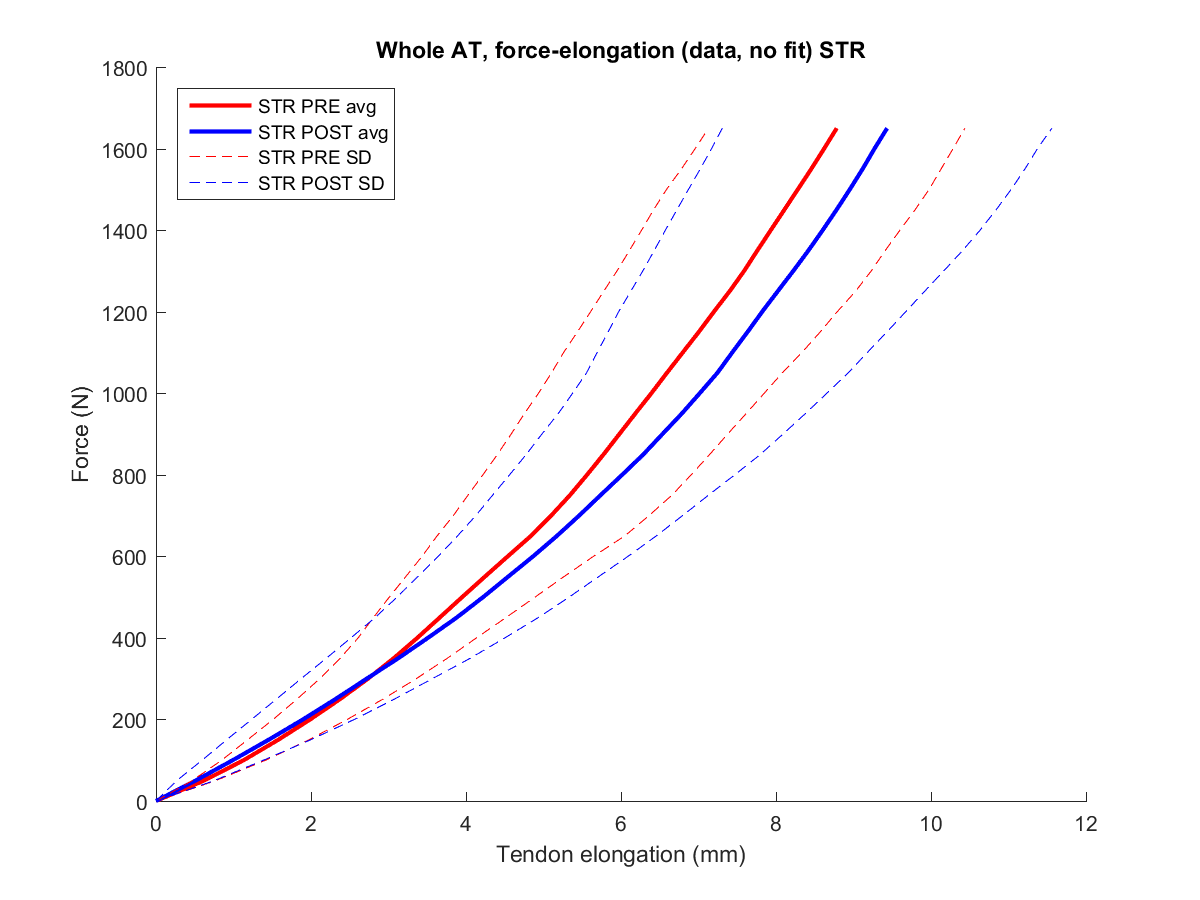 Whole AT, force-elongation (data, no fit) STR
1800
1600
1400
1200
1000
800
600
400
200
0
Force (N)
STR PRE avg
STR POST avg
STR PRE SD
STR POST SD
0 2 4 6 8 10 12
Tendon elongation (mm)